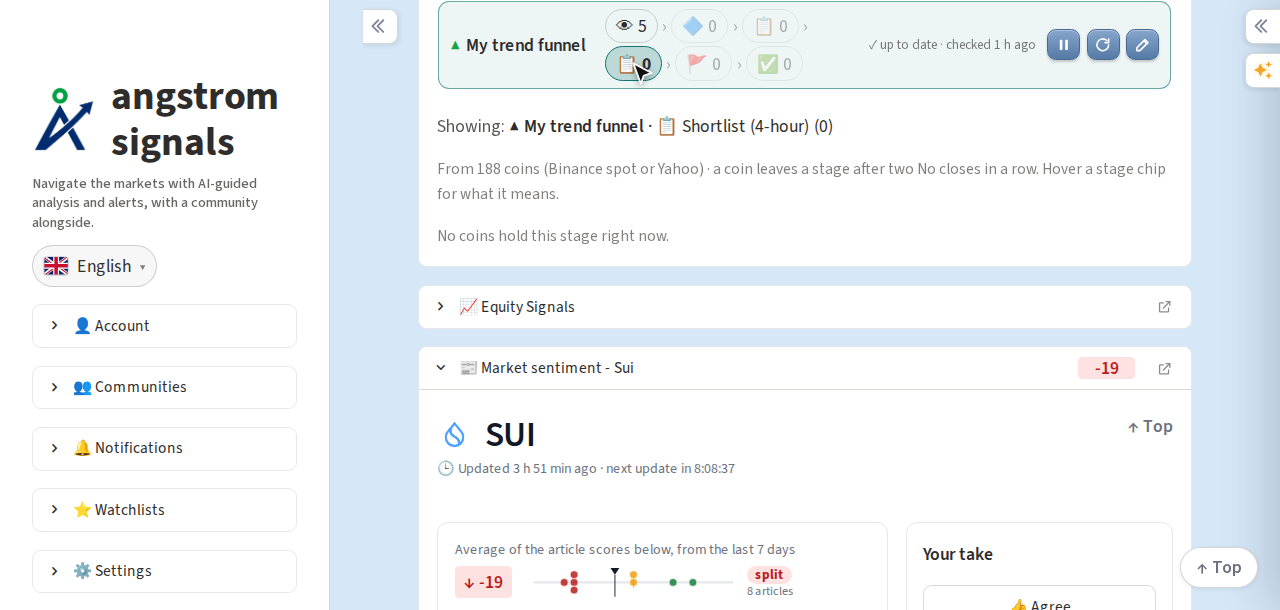 angstrom
signals
Navigate the markets with AI-guided
analysis and alerts, with a community
alongside.
English ▾
Account
Communities
Notifications
Watchlists
Settings
▲ My trend funnel
5 › 0 › 0 ›
0 › 0 › 0
✓ up to date · checked 1 h ago
Showing: ▲ My trend funnel · 📋 Shortlist (4-hour) (0)
From 188 coins (Binance spot or Yahoo) · a coin leaves a stage after two No closes in a row. Hover a stage chip
for what it means.
No coins hold this stage right now.
Equity Signals
Market sentiment - Sui -19
SUI
↑ Top
Updated 3 h 51 min ago · next update in 8:08:37
Average of the article scores below, from the last 7 days
↓ -19
split
8 articles
Your take
👍 Agree
↑ Top